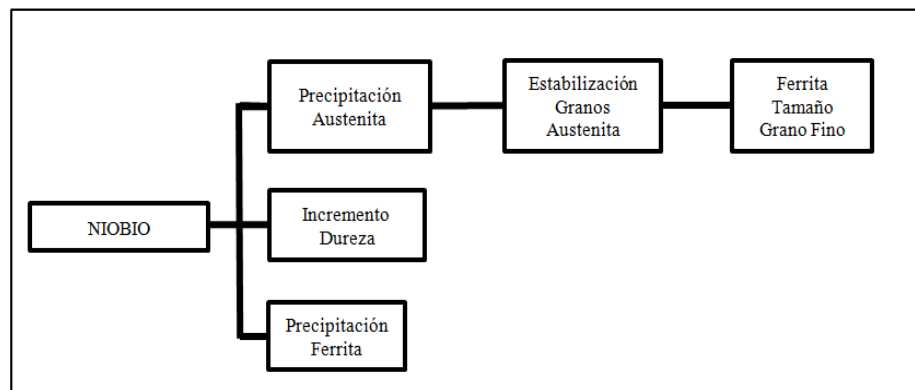 Precipitación
Austenita
Estabilización
Granos
Austenita
Ferrita
Tamaño
Grano Fino
NIOBIO
Incremento
Dureza
Precipitación
Ferrita